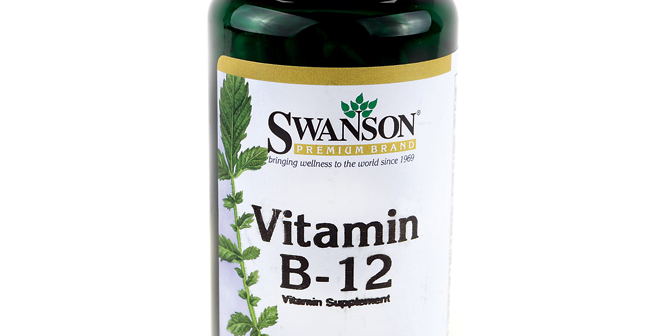 SWANSON®
PREMIUM BRAND
bringing wellness to the world since 1969
Vitamin
B-12
Vitamin Supplement